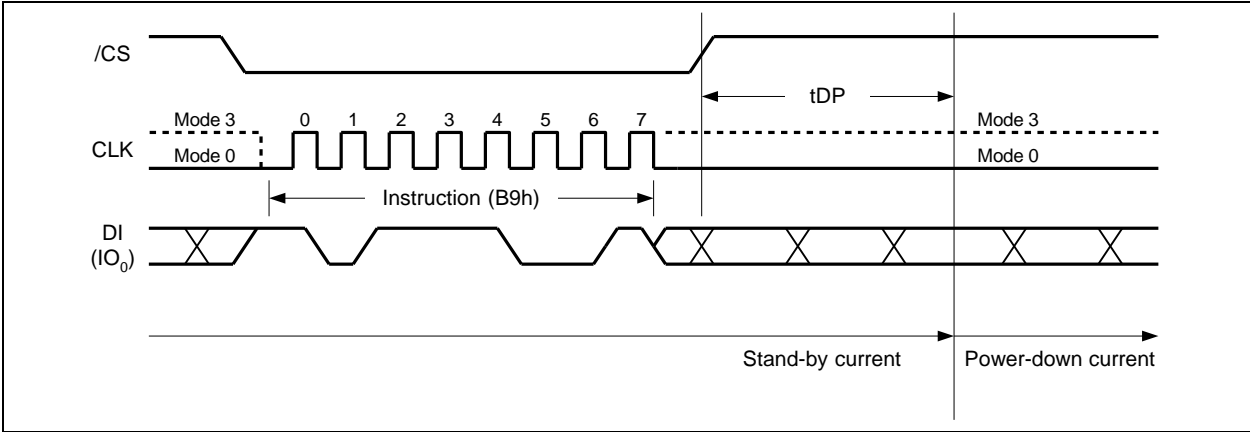 /CS
tDP
Mode 3 0 1 2 3 4 5 6 7 Mode 3
CLK
Mode 0 Mode 0
Instruction (B9h)
DI
(IO₀)
Stand-by current Power-down current